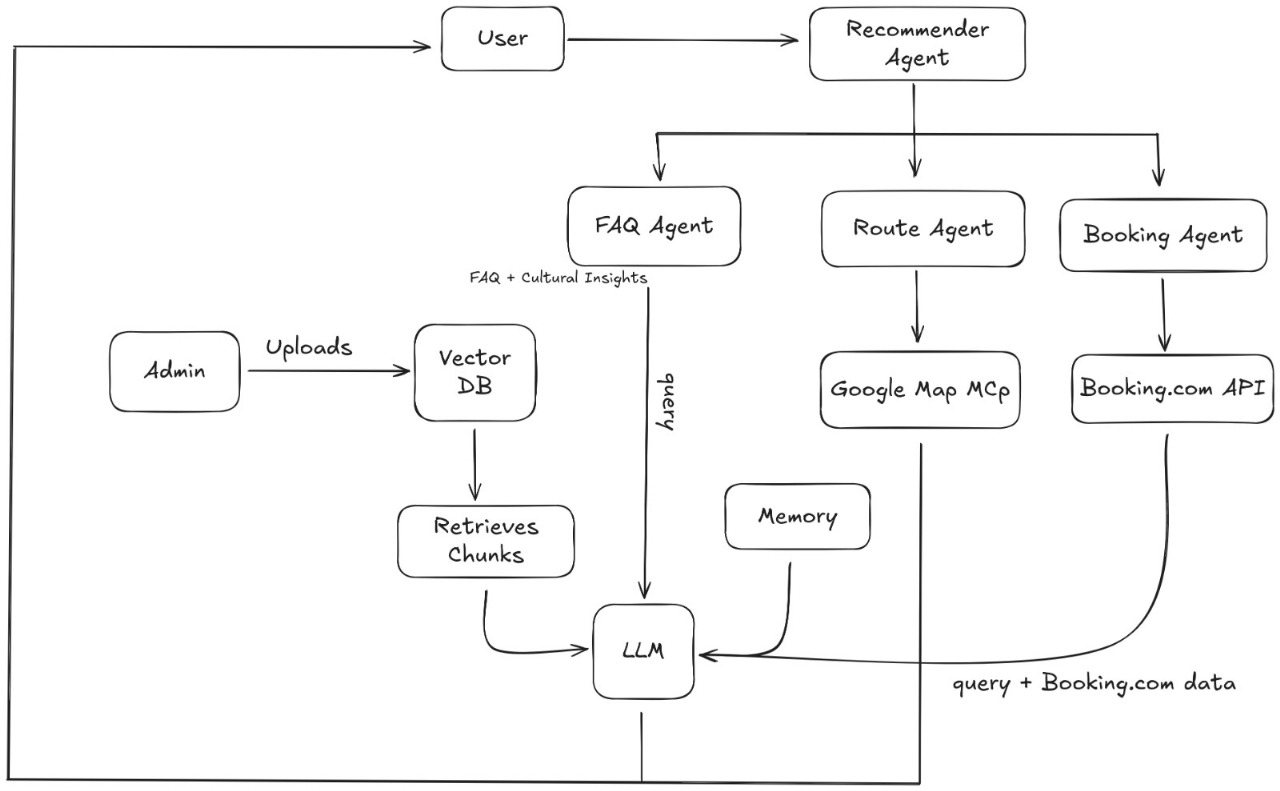 User
Recommender
Agent
FAQ Agent
Route Agent
Booking Agent
FAQ + Cultural Insights
Admin
Uploads
Vector
DB
query
Google Map MCp
Booking.com API
Retrieves
Chunks
Memory
LLM
query + Booking.com data